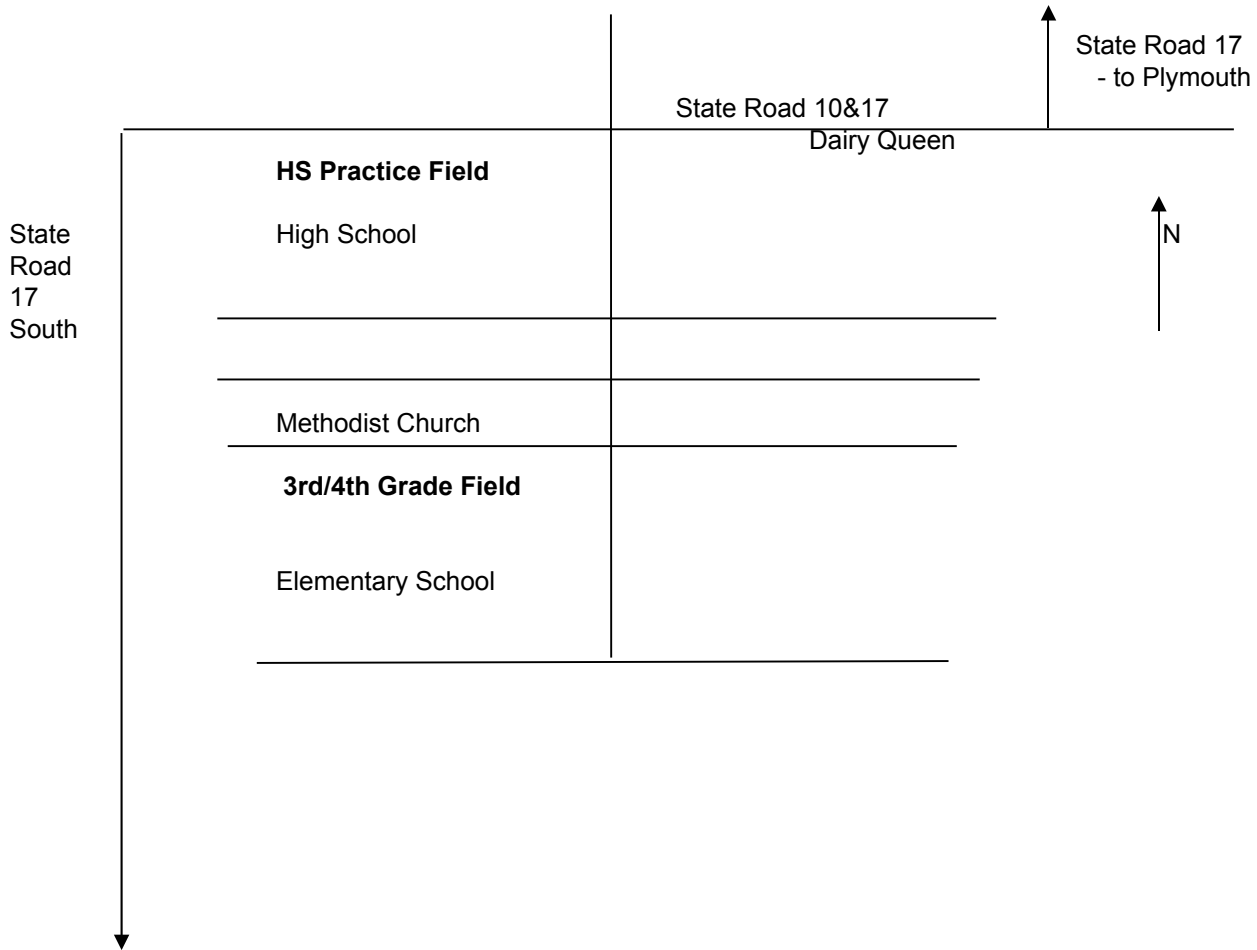 State Road 17
- to Plymouth
State Road 10&17
Dairy Queen
HS Practice Field
High School
State
Road
17
South
N
Methodist Church
3rd/4th Grade Field
Elementary School